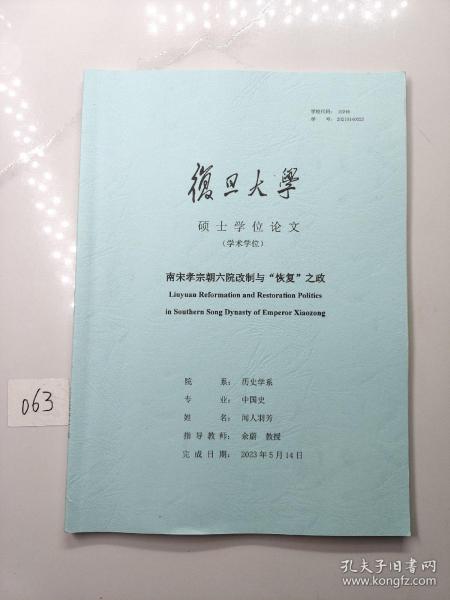 学校代码： 10246
学　　号： 20210160023
復旦大學
硕士学位论文
（学术学位）
南宋孝宗朝六院改制与“恢复”之政
Liuyuan Reformation and Restoration Politics
in Southern Song Dynasty of Emperor Xiaozong
院　　系： 历史学系
专　　业： 中国史
姓　　名： 闻人羽芳
指导教师： 余蔚 教授
完成日期： 2023年5月14日
063
孔夫子旧书网
www.kongfz.com